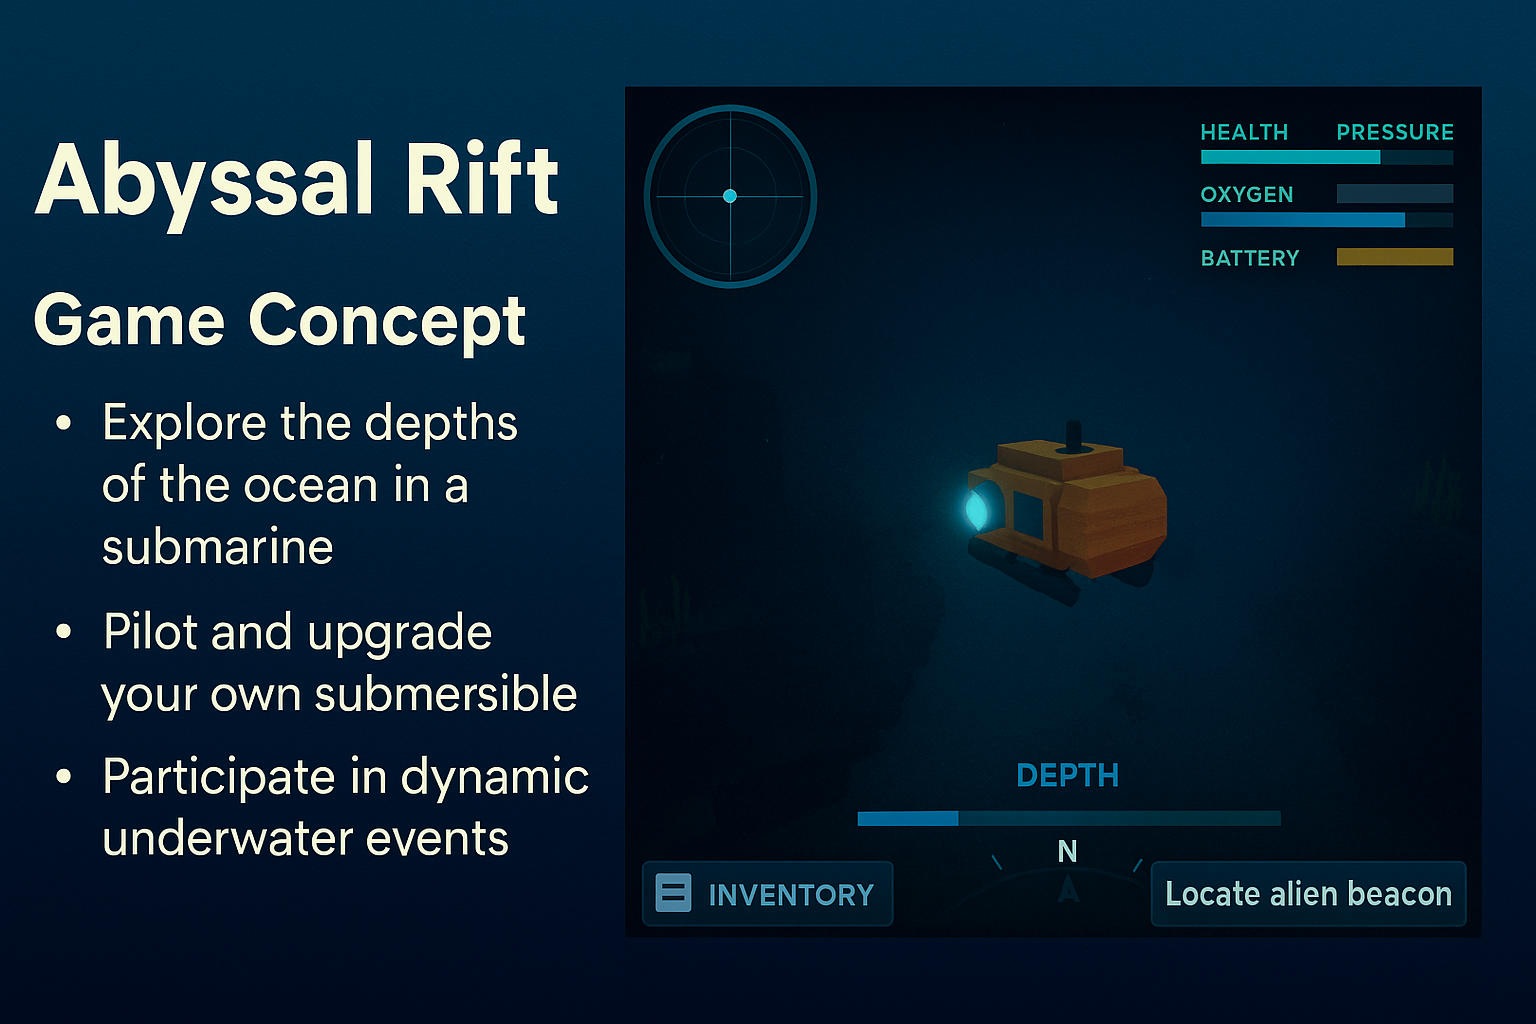 Abyssal Rift
Game Concept
• Explore the depths
of the ocean in a
submarine
• Pilot and upgrade
your own submersible
• Participate in dynamic
underwater events
HEALTH PRESSURE
OXYGEN
BATTERY
DEPTH
N
INVENTORY
Locate alien beacon